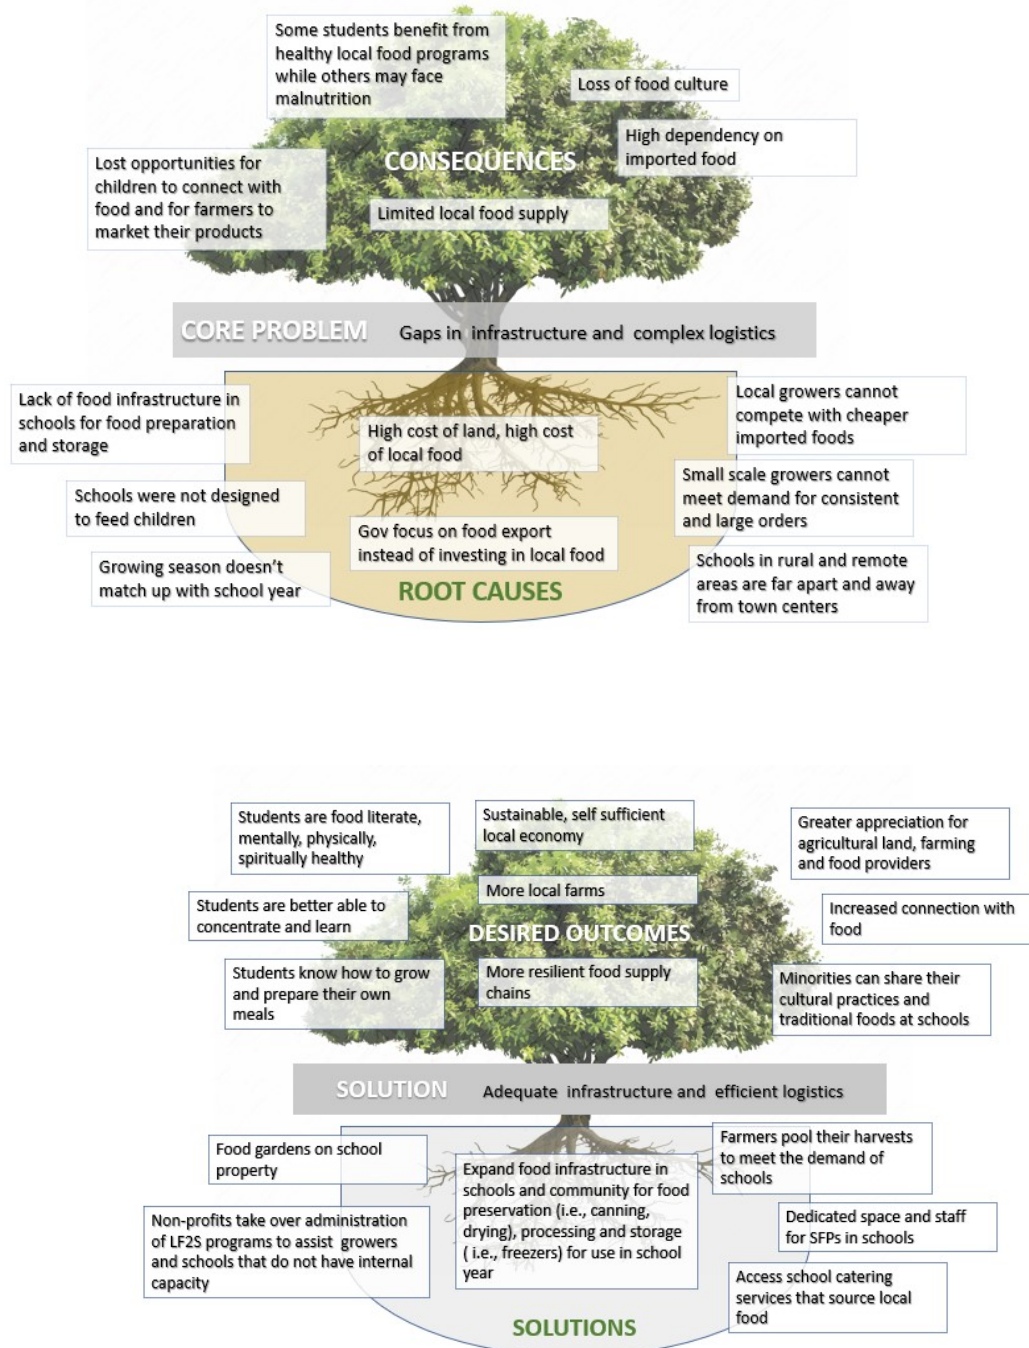 Some students benefit from
healthy local food programs
while others may face
malnutrition
Loss of food culture
High dependency on
imported food
CONSEQUENCES
Lost opportunities for
children to connect with
food and for farmers to
market their products
Limited local food supply
CORE PROBLEM Gaps in infrastructure and complex logistics
Lack of food infrastructure in
schools for food preparation
and storage
High cost of land, high cost
of local food
Local growers cannot
compete with cheaper
imported foods
Schools were not designed
to feed children
Small scale growers cannot
meet demand for consistent
and large orders
Gov focus on food export
instead of investing in local food
Growing season doesn't
match up with school year
Schools in rural and remote
areas are far apart and away
from town centers
ROOT CAUSES
Students are food literate,
mentally, physically,
spiritually healthy
Sustainable, self sufficient
local economy
Greater appreciation for
agricultural land, farming
and food providers
More local farms
Students are better able to
concentrate and learn
Increased connection with
food
DESIRED OUTCOMES
Students know how to grow
and prepare their own
meals
More resilient food supply
chains
Minorities can share their
cultural practices and
traditional foods at schools
SOLUTION Adequate infrastructure and efficient logistics
Food gardens on school
property
Expand food infrastructure in
schools and community for food
preservation (i.e., canning,
drying), processing and storage
( i.e., freezers) for use in school
year
Farmers pool their harvests
to meet the demand of
schools
Non-profits take over administration
of LF2S programs to assist growers
and schools that do not have internal
capacity
Dedicated space and staff
for SFPs in schools
Access school catering
services that source local
food
SOLUTIONS